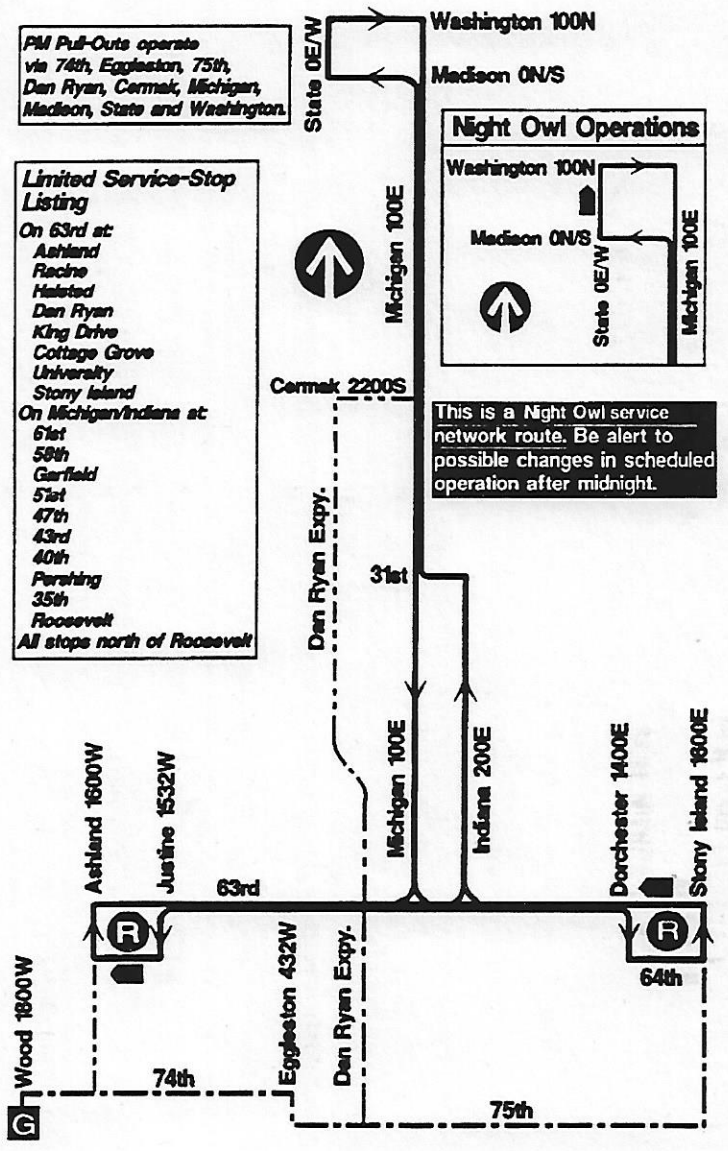 PM Pull-Outs operate
via 74th, Eggleston, 75th,
Dan Ryan, Cermak, Michigan,
Madison, State and Washington.
State 0E/W
Washington 100N
Madison 0N/S
Night Owl Operations
Washington 100N
Madison 0N/S
State 0E/W
Michigan 100E
Limited Service-Stop
Listing
On 63rd at:
Ashland
Racine
Halsted
Dan Ryan
King Drive
Cottage Grove
University
Stony Island
On Michigan/Indiana at:
61st
58th
Garfield
51st
47th
43rd
40th
Pershing
35th
Roosevelt
All stops north of Roosevelt
Michigan 100E
Cermak 2200S
This is a Night Owl service
network route. Be alert to
possible changes in scheduled
operation after midnight.
Dan Ryan Expy.
31st
Michigan 100E
Indiana 200E
Ashland 1600W
Justine 1532W
63rd
Dorchester 1400E
Stony Island 1600E
R
R
64th
Wood 1800W
Eggleston 432W
Dan Ryan Expy.
74th
75th
G